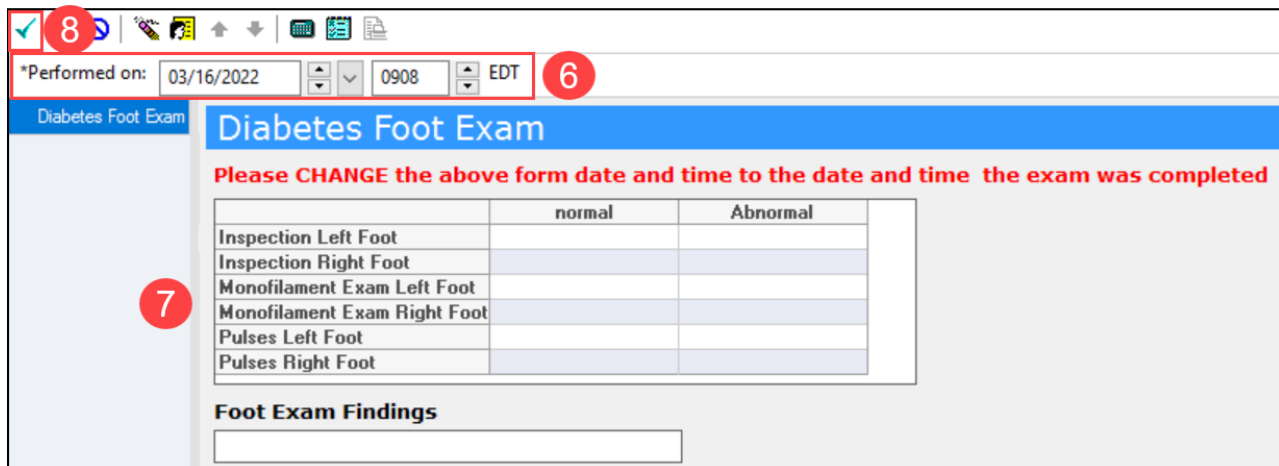 8
*Performed on: 03/16/2022 0908 EDT 6
Diabetes Foot Exam
Diabetes Foot Exam
Please CHANGE the above form date and time to the date and time the exam was completed
normal Abnormal
Inspection Left Foot
Inspection Right Foot
Monofilament Exam Left Foot
7
Monofilament Exam Right Foot
Pulses Left Foot
Pulses Right Foot
Foot Exam Findings